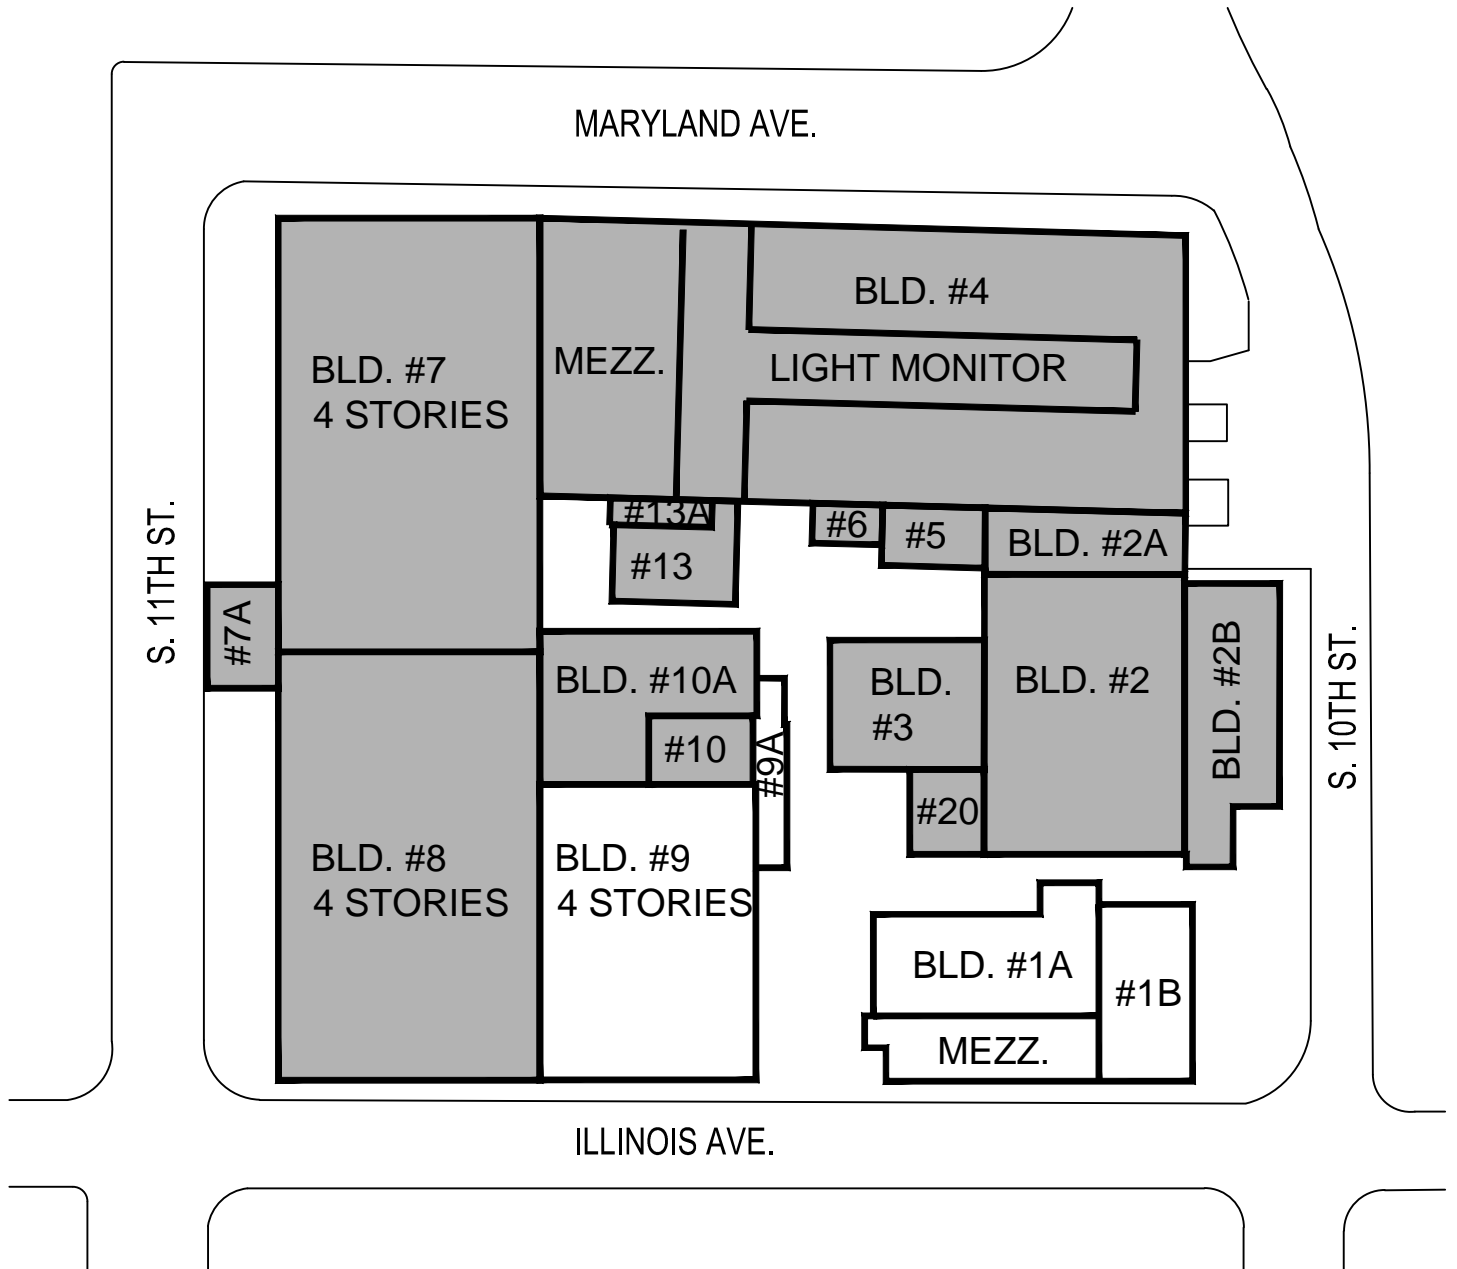 MARYLAND AVE.
BLD. #4
BLD. #7
4 STORIES
MEZZ.
LIGHT MONITOR
#13A
#13
#6
#5
BLD. #2A
S. 11TH ST.
#7A
BLD. #10A
#10
#9A
BLD.
#3
BLD. #2
BLD. #2B
S. 10TH ST.
#20
BLD. #8
4 STORIES
BLD. #9
4 STORIES
BLD. #1A
#1B
MEZZ.
ILLINOIS AVE.